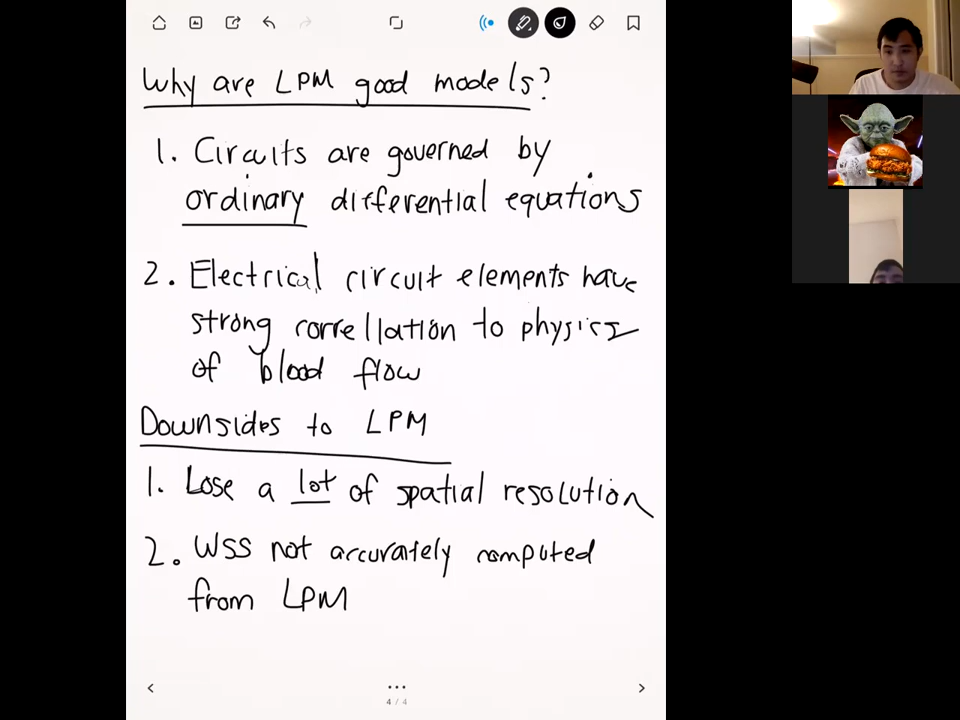 Why are LPM good models?
1. Circuits are governed by
ordinary differential equations
2. Electrical circuit elements have
strong correllation to physics
of blood flow
Downsides to LPM
1. Lose a lot of spatial resolution
2. WSS not accurately computed
from LPM
4 / 4